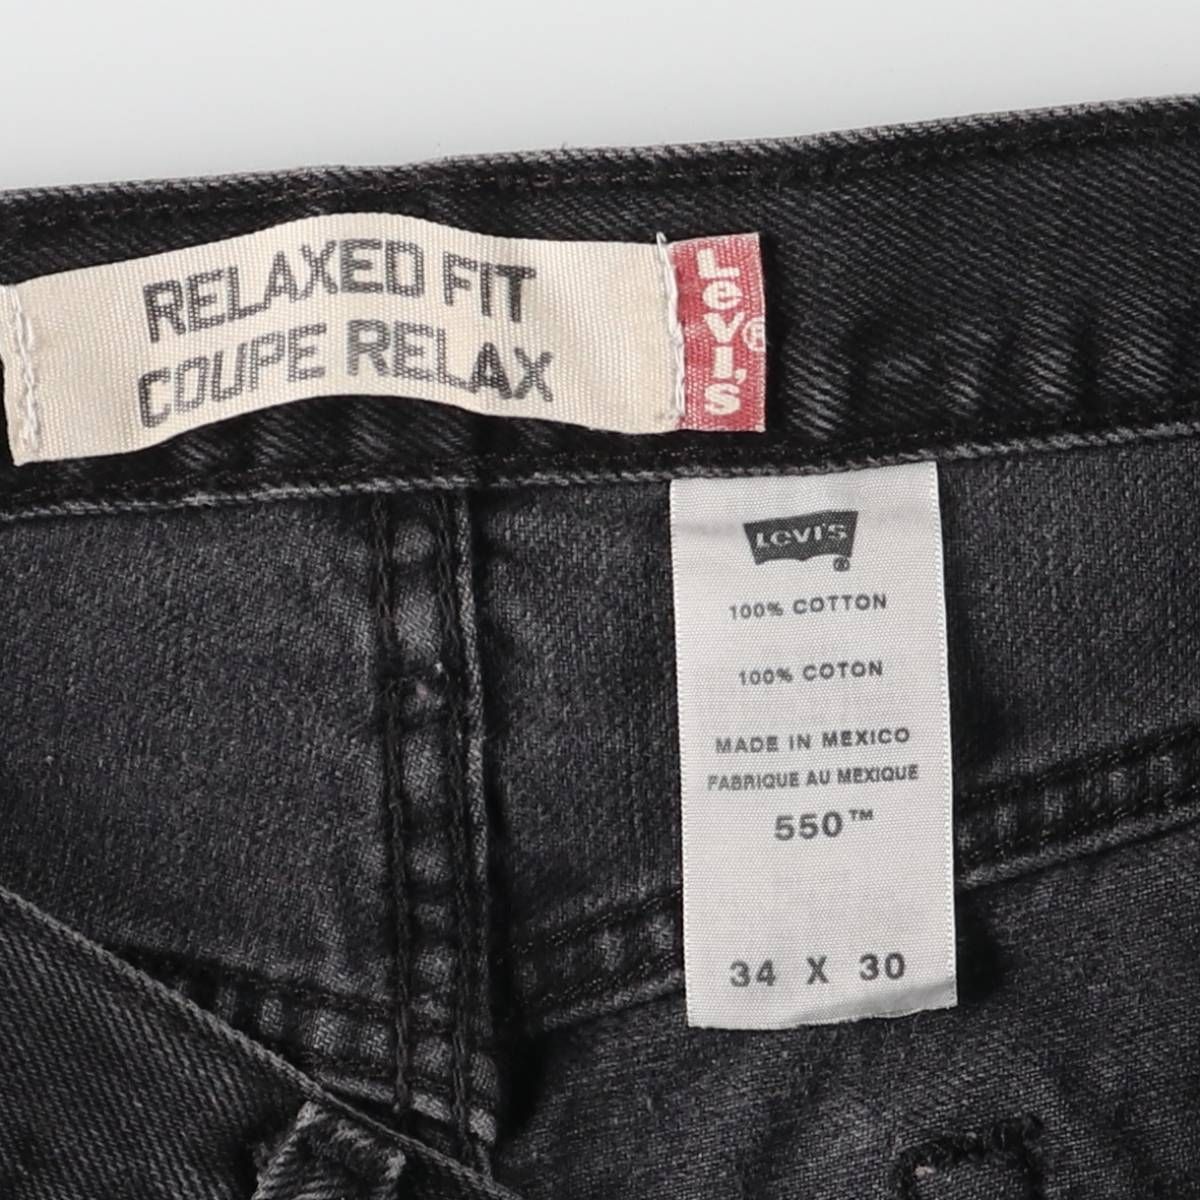 RELAXED FIT
COUPE RELAX
Levi's®
LEVI'S®
100% COTTON
100% COTON
MADE IN MEXICO
FABRIQUE AU MEXIQUE
550™
34 X 30